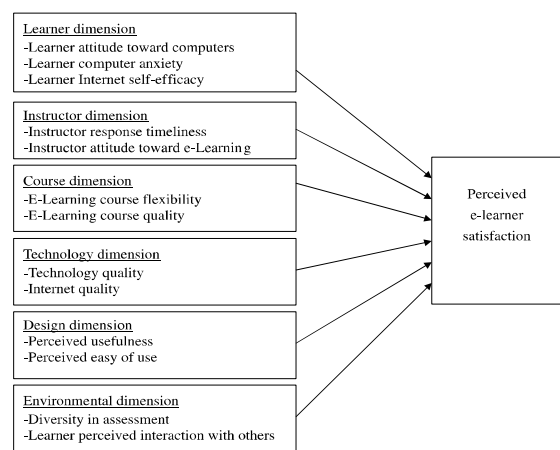 Learner dimension
-Learner attitude toward computers
-Learner computer anxiety
-Learner Internet self-efficacy
Instructor dimension
-Instructor response timeliness
-Instructor attitude toward e-Learning
Course dimension
-E-Learning course flexibility
-E-Learning course quality
Technology dimension
-Technology quality
-Internet quality
Design dimension
-Perceived usefulness
-Perceived easy of use
Environmental dimension
-Diversity in assessment
-Learner perceived interaction with others
Perceived
e-learner
satisfaction